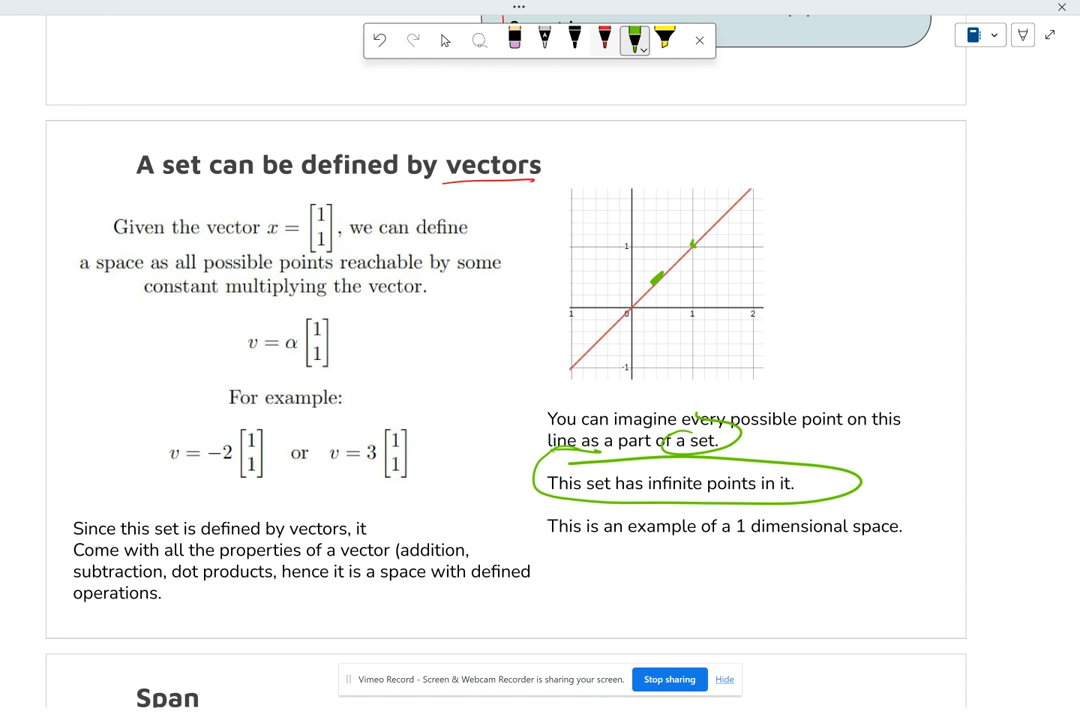 A set can be defined by vectors
Given the vector x = [1 1], we can define
a space as all possible points reachable by some
constant multiplying the vector.
v = α [1 1]
For example:
v = −2 [1 1] or v = 3 [1 1]
Since this set is defined by vectors, it
Come with all the properties of a vector (addition,
subtraction, dot products, hence it is a space with defined
operations.
1
1 0 1 2
-1
You can imagine every possible point on this
line as a part of a set.
This set has infinite points in it.
This is an example of a 1 dimensional space.
Span
Vimeo Record - Screen & Webcam Recorder is sharing your screen. Stop sharing Hide